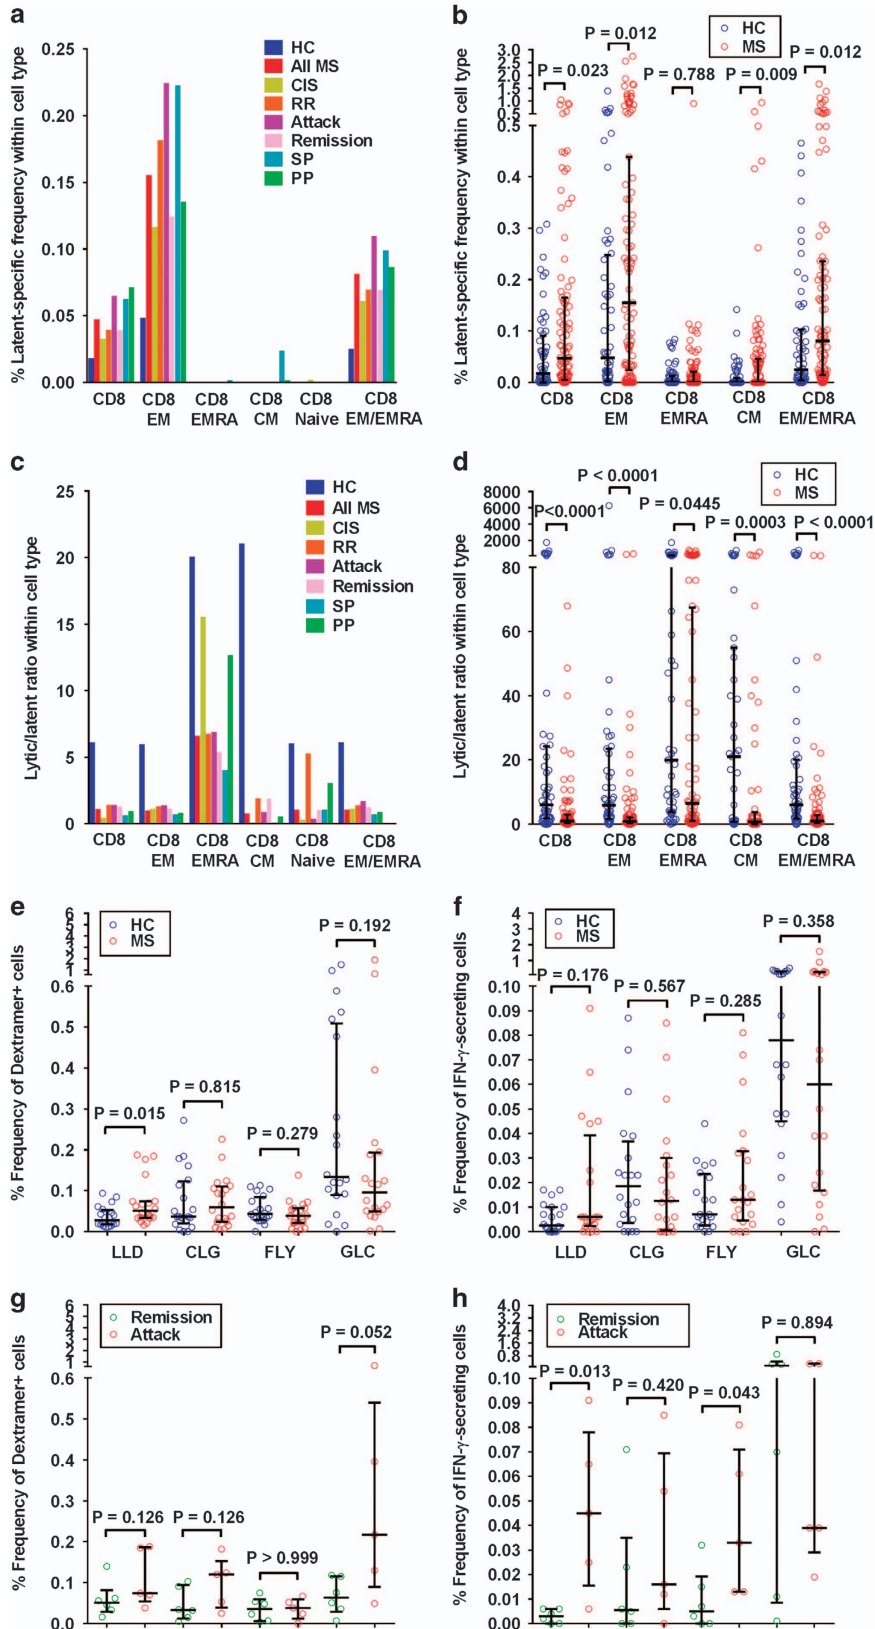 a
% Latent-specific frequency within cell type
0.25
0.20
0.15
0.10
0.05
0.00
HC
All MS
CIS
RR
Attack
Remission
SP
PP
CD8
CD8 EM
CD8 EMRA
CD8 CM
CD8 Naive
CD8 EM/EMRA
b
% Latent-specific frequency within cell type
HC
MS
3.0
2.5
2.0
1.5
1.0
0.5
0.5
0.4
0.3
0.2
0.1
0.0
P = 0.023
P = 0.012
P = 0.788
P = 0.009
P = 0.012
CD8
CD8 EM
CD8 EMRA
CD8 CM
CD8 EM/EMRA
c
Lytic/latent ratio within cell type
25
20
15
10
5
0
HC
All MS
CIS
RR
Attack
Remission
SP
PP
CD8
CD8 EM
CD8 EMRA
CD8 CM
CD8 Naive
CD8 EM/EMRA
d
Lytic/latent ratio within cell type
HC
MS
8000
6000
4000
2000
80
60
40
20
0
P<0.0001
P < 0.0001
P = 0.0445
P = 0.0003
P < 0.0001
CD8
CD8 EM
CD8 EMRA
CD8 CM
CD8 EM/EMRA
e
% Frequency of Dextramer+ cells
HC
MS
6
5
4
3
2
1
0.6
0.5
0.4
0.3
0.2
0.1
0.0
P = 0.015
P = 0.815
P = 0.279
P = 0.192
LLD
CLG
FLY
GLC
f
% Frequency of IFN-γ-secreting cells
HC
MS
4
3
2
1
0.10
0.09
0.08
0.07
0.06
0.05
0.04
0.03
0.02
0.01
0.00
P = 0.176
P = 0.567
P = 0.285
P = 0.358
LLD
CLG
FLY
GLC
g
% Frequency of Dextramer+ cells
Remission
Attack
6
5
4
3
2
1
0.6
0.5
0.4
0.3
0.2
0.1
0.0
P = 0.126
P = 0.126
P > 0.999
P = 0.052
h
% Frequency of IFN-γ-secreting cells
Remission
Attack
4.0
3.2
2.4
1.6
0.8
0.10
0.09
0.08
0.07
0.06
0.05
0.04
0.03
0.02
0.01
0.00
P = 0.013
P = 0.420
P = 0.043
P = 0.894